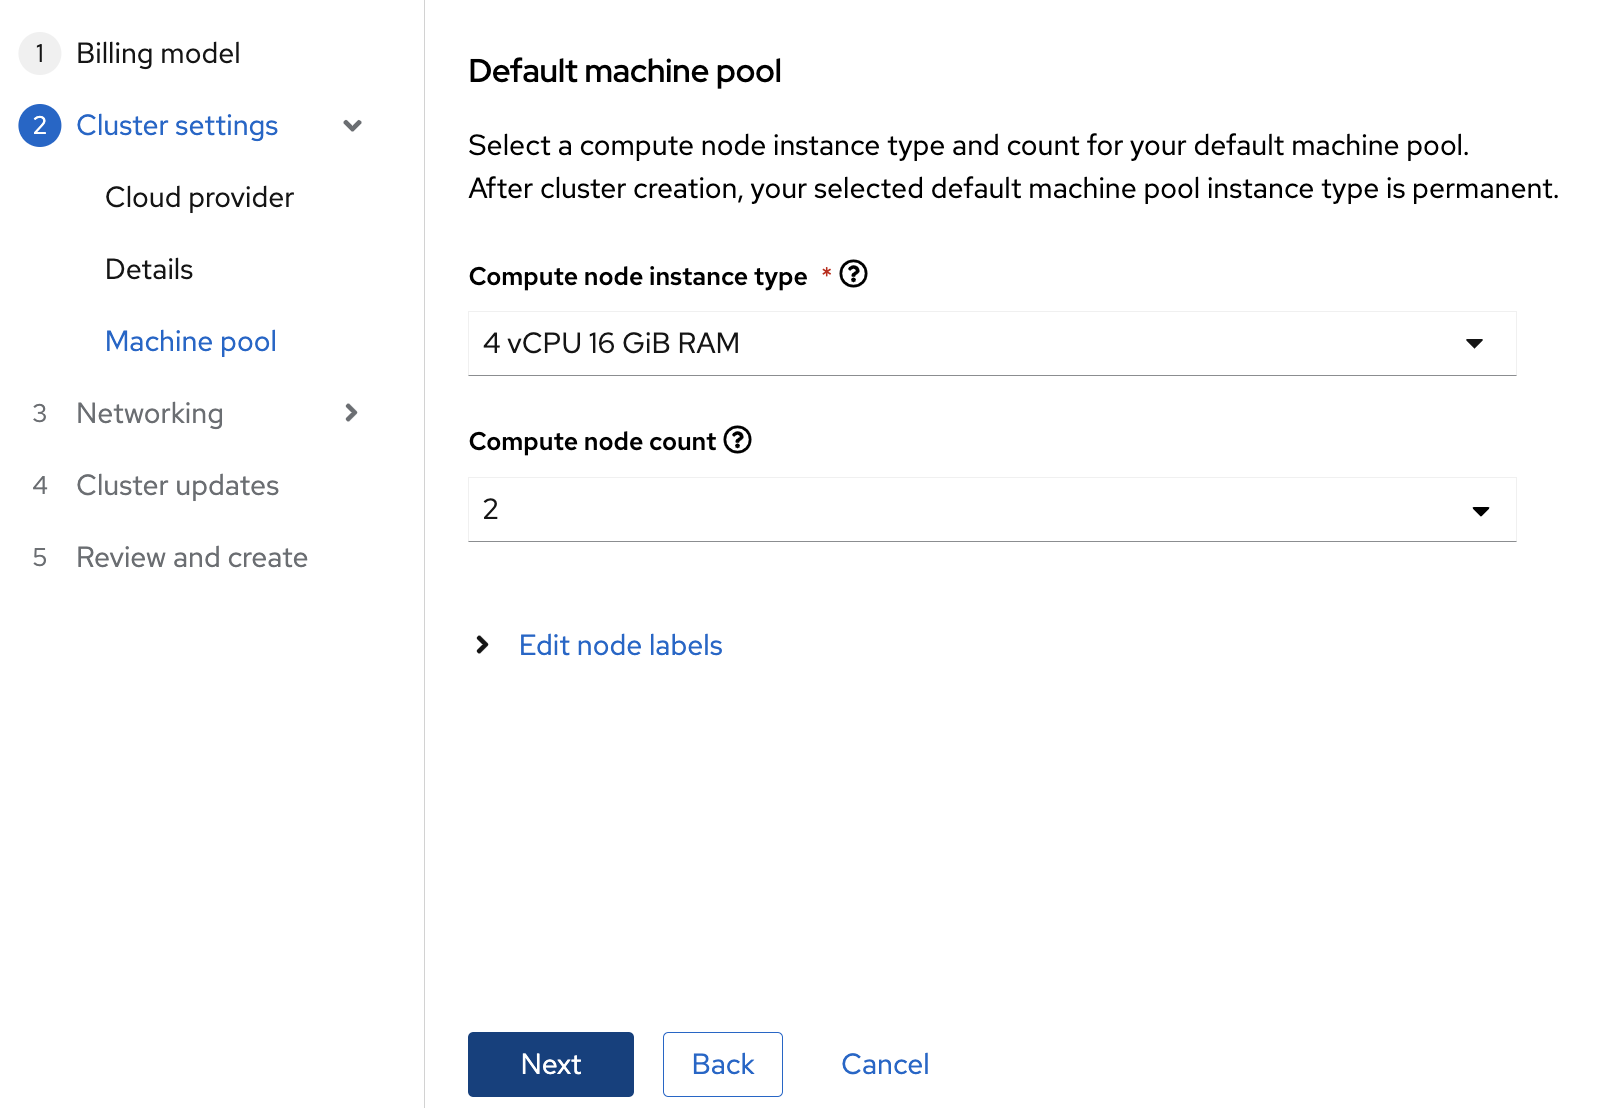 1 Billing model
2 Cluster settings
Cloud provider
Details
Machine pool
3 Networking
4 Cluster updates
5 Review and create
Default machine pool
Select a compute node instance type and count for your default machine pool.
After cluster creation, your selected default machine pool instance type is permanent.
Compute node instance type *
4 vCPU 16 GiB RAM
Compute node count
2
Edit node labels
Next Back Cancel